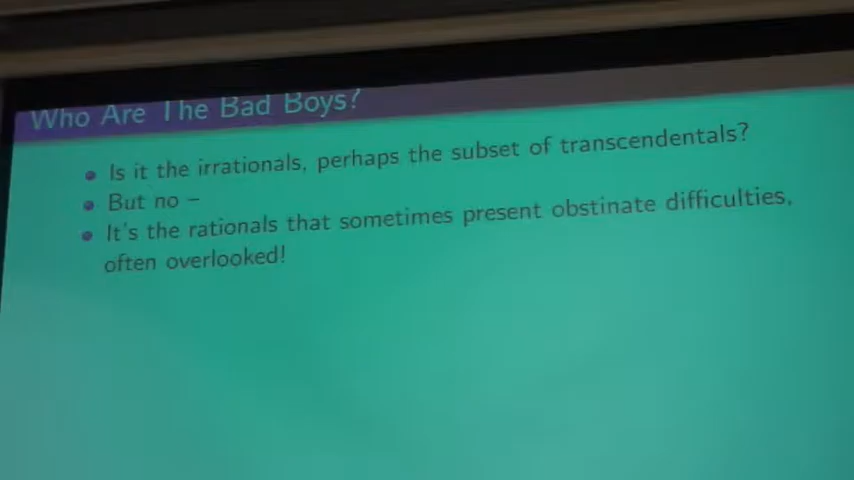 Who Are The Bad Boys?
Is it the irrationals, perhaps the subset of transcendentals?
But no –
It's the rationals that sometimes present obstinate difficulties,
often overlooked!